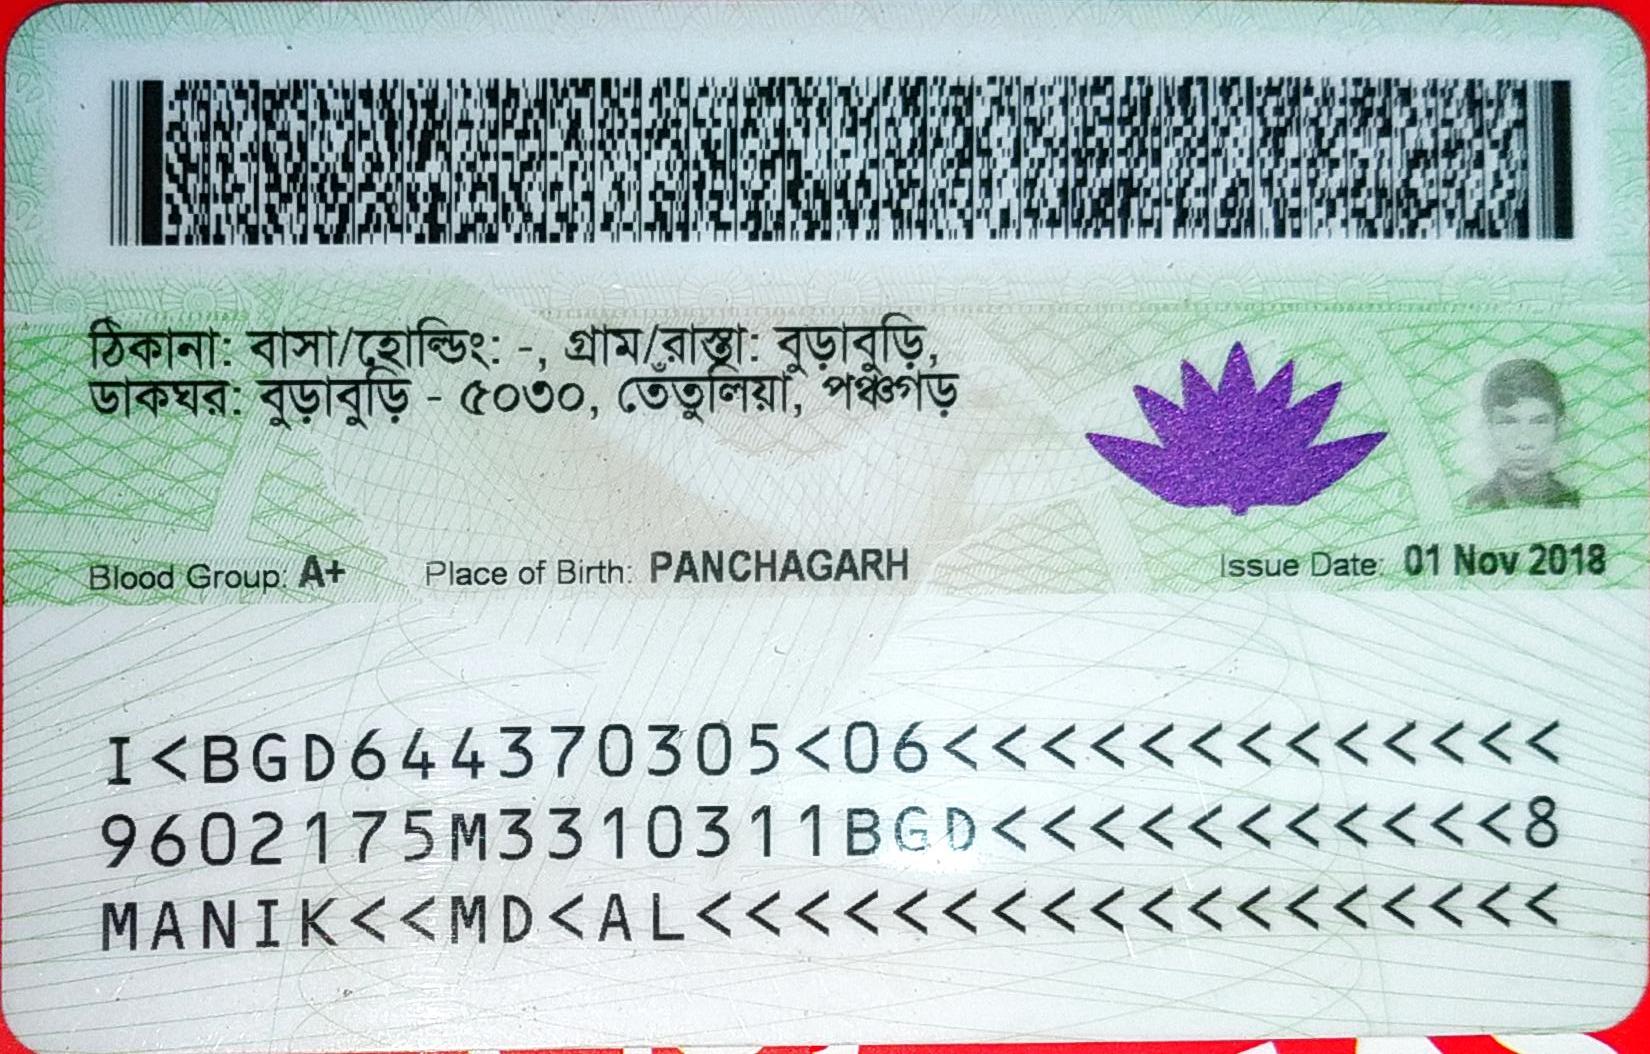 ঠিকানা: বাসা/হোল্ডিং: -, গ্রাম/রাস্তা: বুড়াবুড়ি,
ডাকঘর: বুড়াবুড়ি - ৫০৩০, তেঁতুলিয়া, পঞ্চগড়
Blood Group: A+ Place of Birth: PANCHAGARH Issue Date: 01 Nov 2018
I<BGD644370305<06<<<<<<<<<<<<<
9602175M3310311BGD<<<<<<<<<<<8
MANIK<<MD<AL<<<<<<<<<<<<<<<<<<